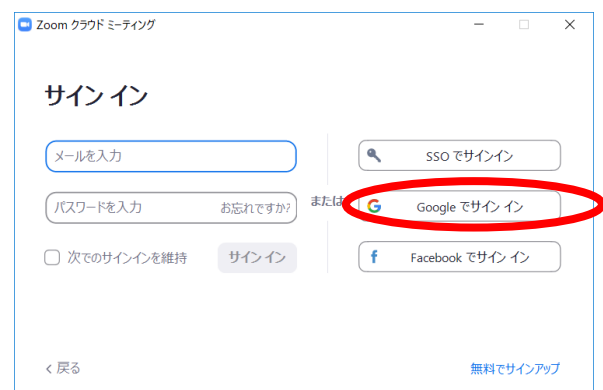 Zoom クラウド ミーティング
サイン イン
メールを入力
パスワードを入力 お忘れですか?
次でのサインインを維持 サイン イン
または
SSO でサインイン
Google でサイン イン
Facebook でサイン イン
戻る
無料でサインアップ